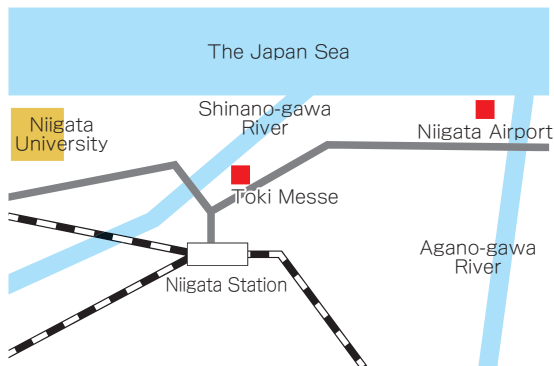 The Japan Sea
Shinano-gawa
River
Niigata
University
Niigata Airport
Toki Messe
Agano-gawa
River
Niigata Station